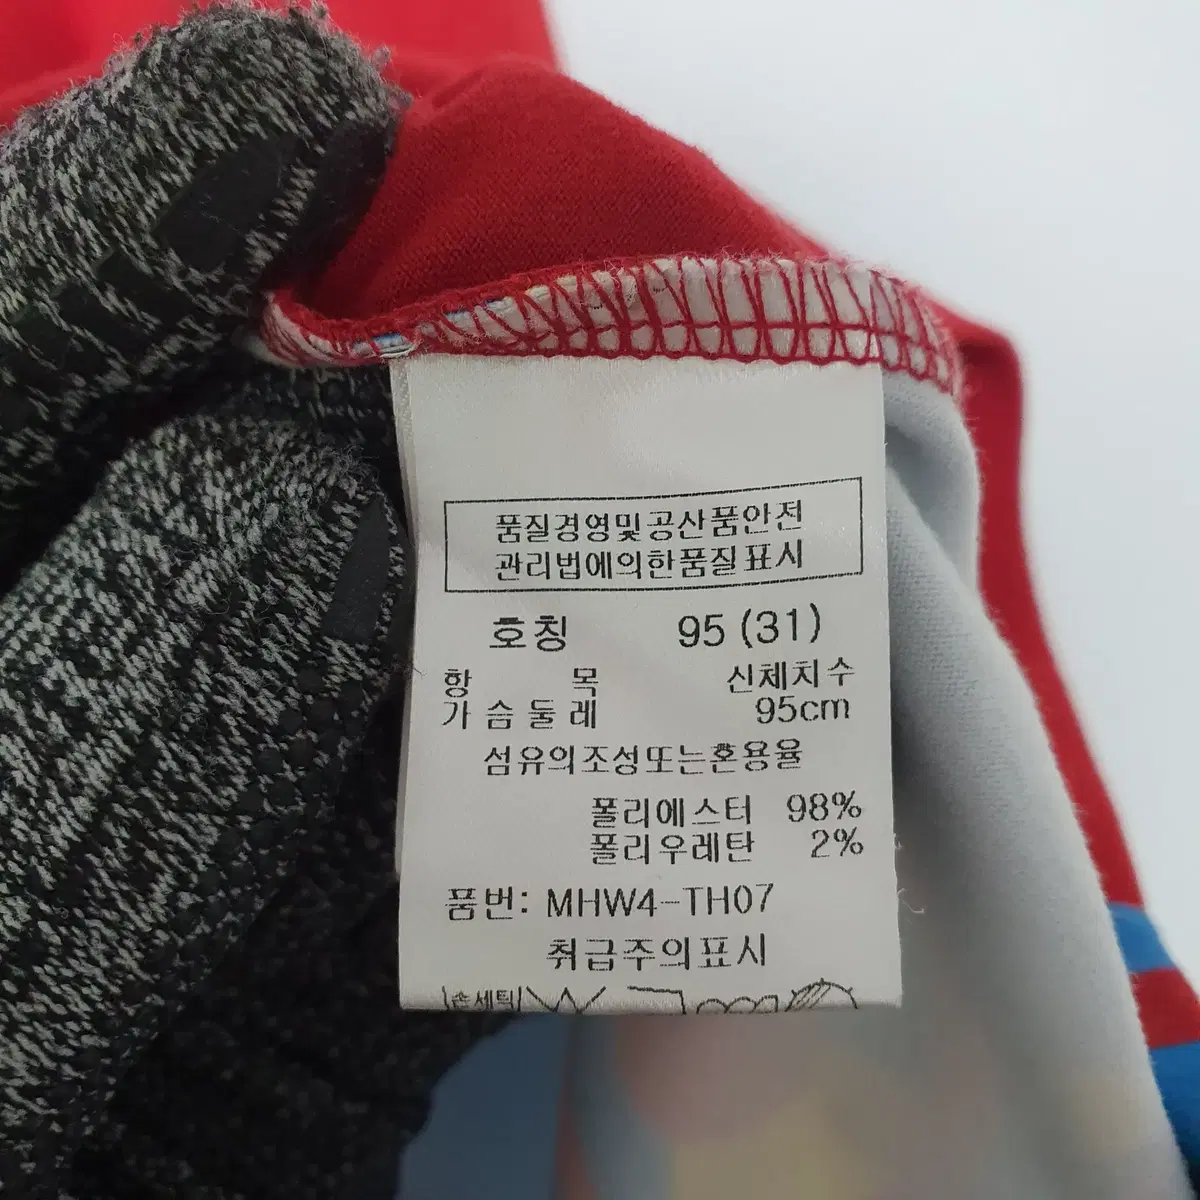 품질경영및공산품안전
관리법에의한품질표시
호칭 95 (31)
항 목 신체치수
가 슴 둘 레 95cm
섬유의조성또는혼용율
폴리에스터 98%
폴리우레탄 2%
품번: MHW4-TH07
취급주의표시
손세틱